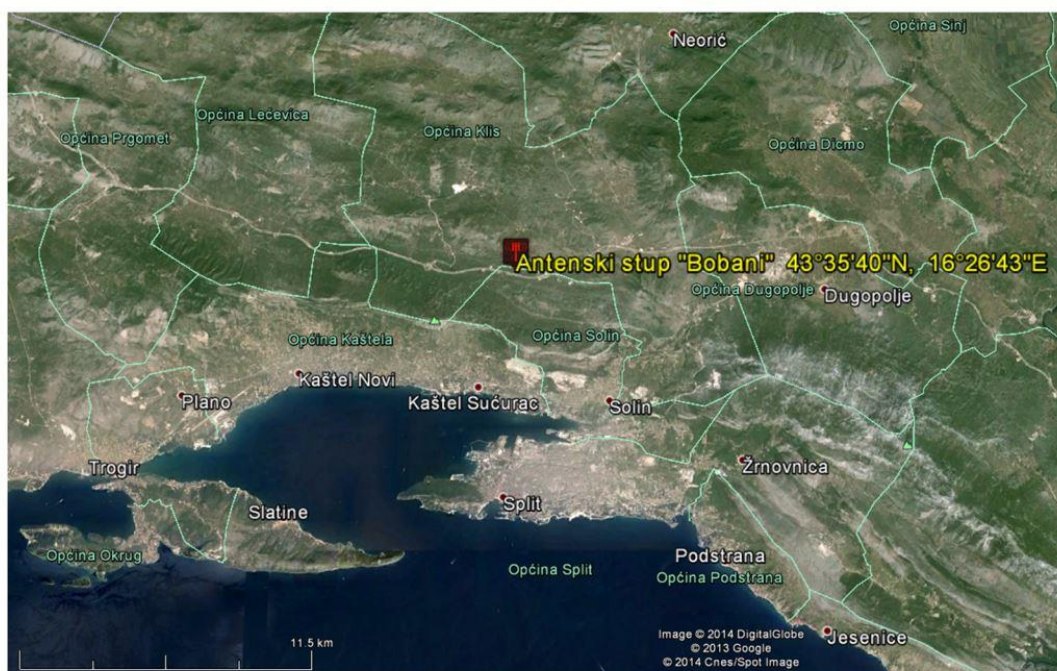 Općina Sinj
Neorić
Općina Lećevica
Općina Klis
Općina Prgomet
Općina Dicmo
Antenski stup "Bobani" 43°35'40"N, 16°26'43"E
Općina Dugopolje
Dugopolje
Općina Kaštela
Općina Solin
Kaštel Novi
Plano
Kaštel Sućurac
Solin
Trogir
Žrnovnica
Split
Slatine
Općina Okrug
Podstrana
Općina Split
Općina Podstrana
Jesenice
11.5 km
Image © 2014 DigitalGlobe
© 2013 Google
© 2014 Cnes/Spot Image